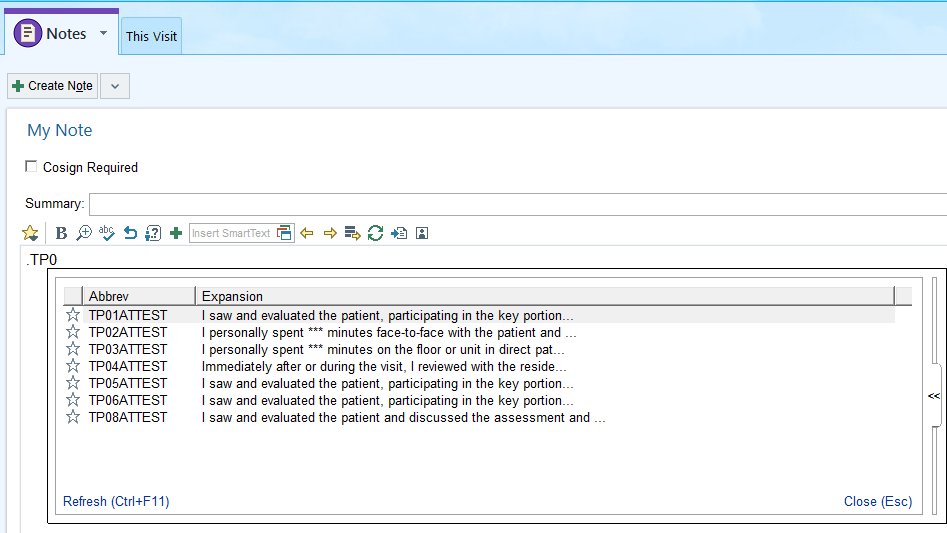 Notes This Visit
Create Note
My Note
Cosign Required
Summary:
B abc Insert SmartText
.TP0
Abbrev Expansion
TP01ATTEST I saw and evaluated the patient, participating in the key portion...
TP02ATTEST I personally spent *** minutes face-to-face with the patient and ...
TP03ATTEST I personally spent *** minutes on the floor or unit in direct pat...
TP04ATTEST Immediately after or during the visit, I reviewed with the reside...
TP05ATTEST I saw and evaluated the patient, participating in the key portion...
TP06ATTEST I saw and evaluated the patient, participating in the key portion...
TP08ATTEST I saw and evaluated the patient and discussed the assessment and ...
<<
Refresh (Ctrl+F11) Close (Esc)